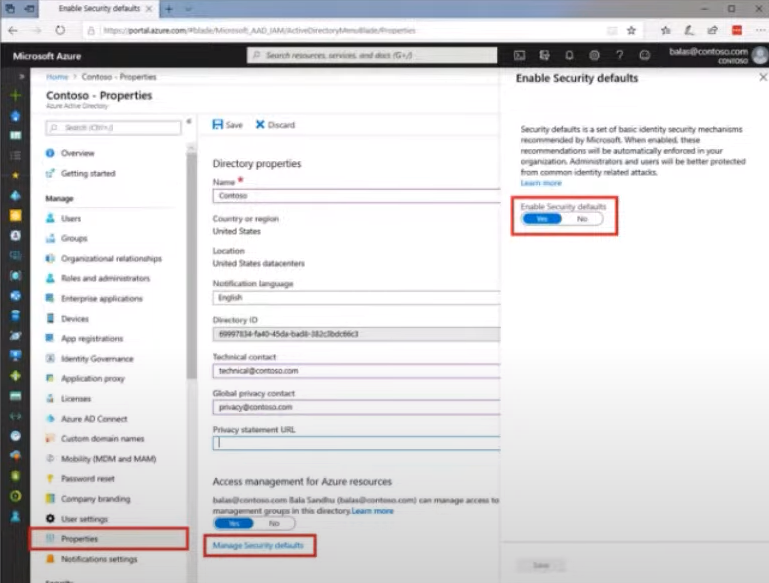 Enable Security defaults
https://portal.azure.com/#blade/Microsoft_AAD_IAM/ActiveDirectoryMenuBlade/Properties
Microsoft Azure
Search resources, services, and docs (G+/)
balas@contoso.com
CONTOSO
Home > Contoso - Properties
Contoso - Properties
Azure Active Directory
Search (Ctrl+/)
Overview
Getting started
Manage
Users
Groups
Organizational relationships
Roles and administrators
Enterprise applications
Devices
App registrations
Identity Governance
Application proxy
Licenses
Azure AD Connect
Custom domain names
Mobility (MDM and MAM)
Password reset
Company branding
User settings
Properties
Notifications settings
Security
Save
Discard
Directory properties
Name *
Contoso
Country or region
United States
Location
United States datacenters
Notification language
English
Directory ID
Technical contact
technical@contoso.com
Global privacy contact
privacy@contoso.com
Privacy statement URL
Access management for Azure resources
balas@contoso.com Bala Sandhu (balas@contoso.com) can manage access to
management groups in this directory. Learn more
Yes No
Manage Security defaults
Enable Security defaults
Security defaults is a set of basic identity security mechanisms
recommended by Microsoft. When enabled, these
recommendations will be automatically enforced in your
organization. Administrators and users will be better protected
from common identity related attacks.
Learn more
Enable Security defaults
Yes No
Save